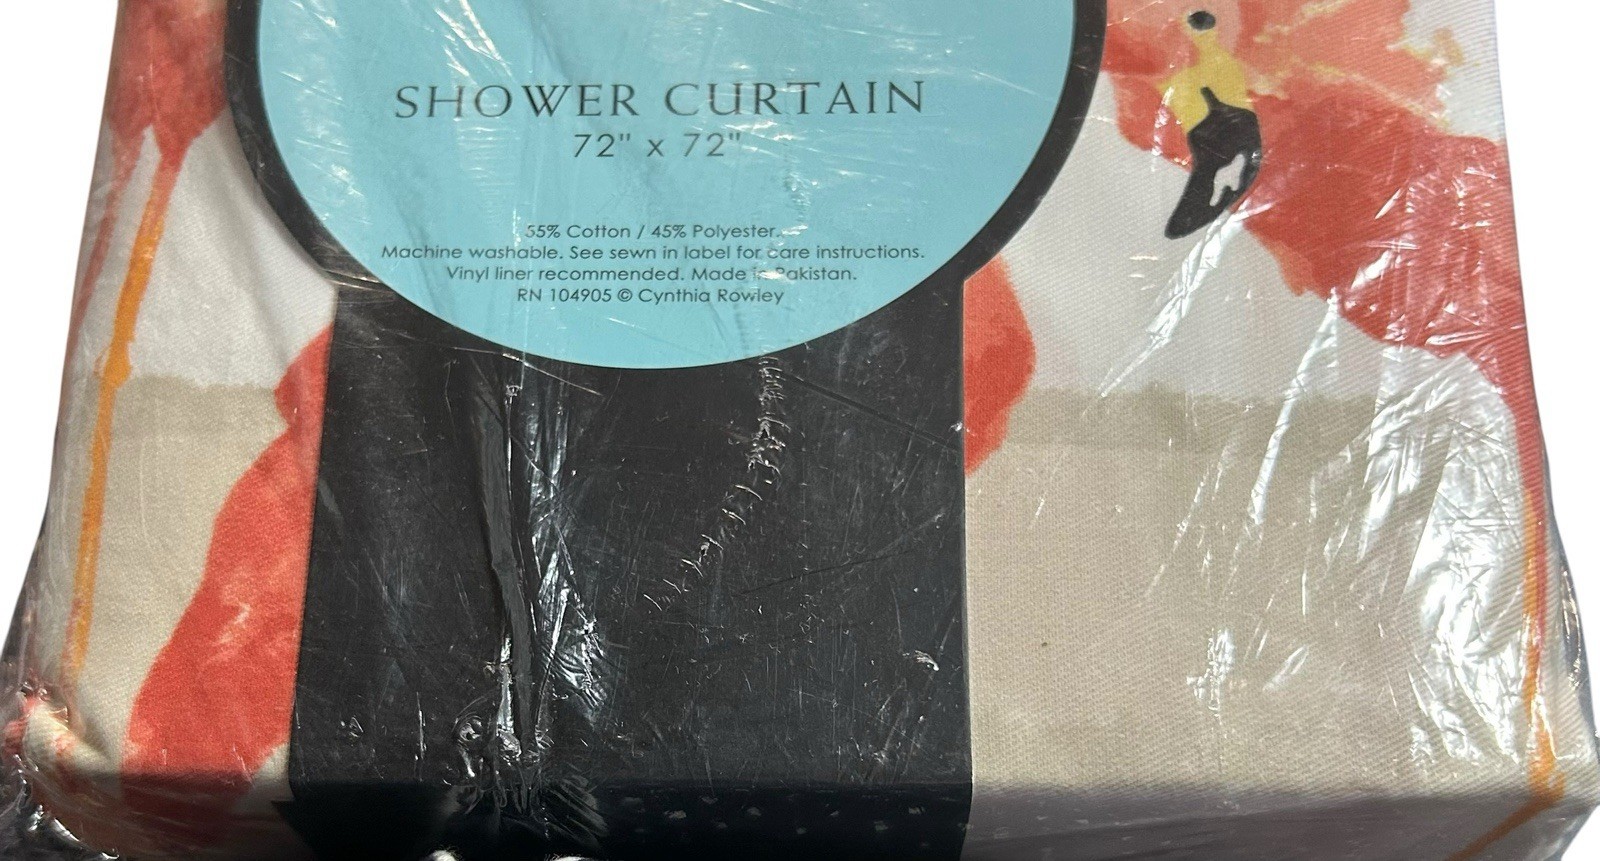 SHOWER CURTAIN
72" x 72"
55% Cotton / 45% Polyester.
Machine washable. See sewn in label for care instructions.
Vinyl liner recommended. Made in Pakistan.
RN 104905 © Cynthia Rowley